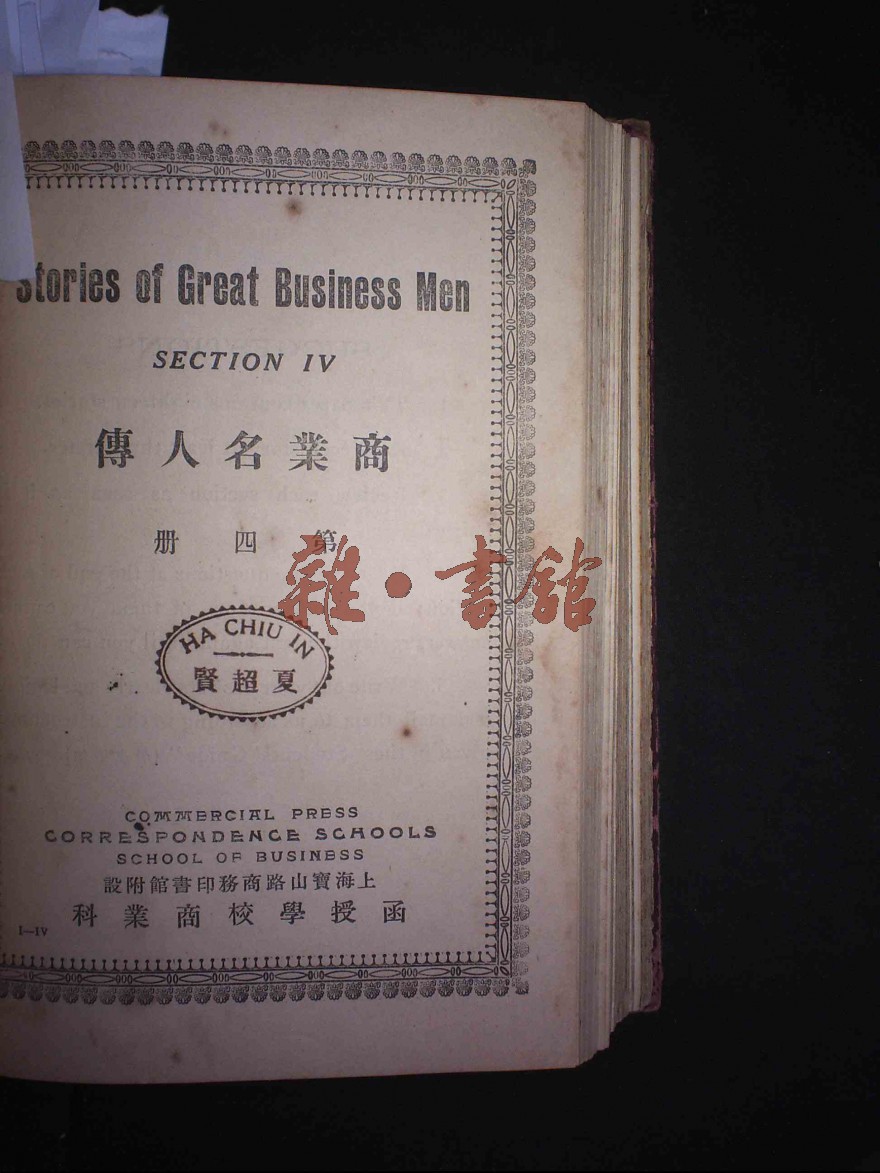 Stories of Great Business Men
SECTION IV
商業名人傳
第四册
雜·書館
HA CHIU IN
夏超賢
COMMERCIAL PRESS
CORRESPONDENCE SCHOOLS
SCHOOL OF BUSINESS
上海寶山路商務印書館附設
函授學校商業科
I—IV